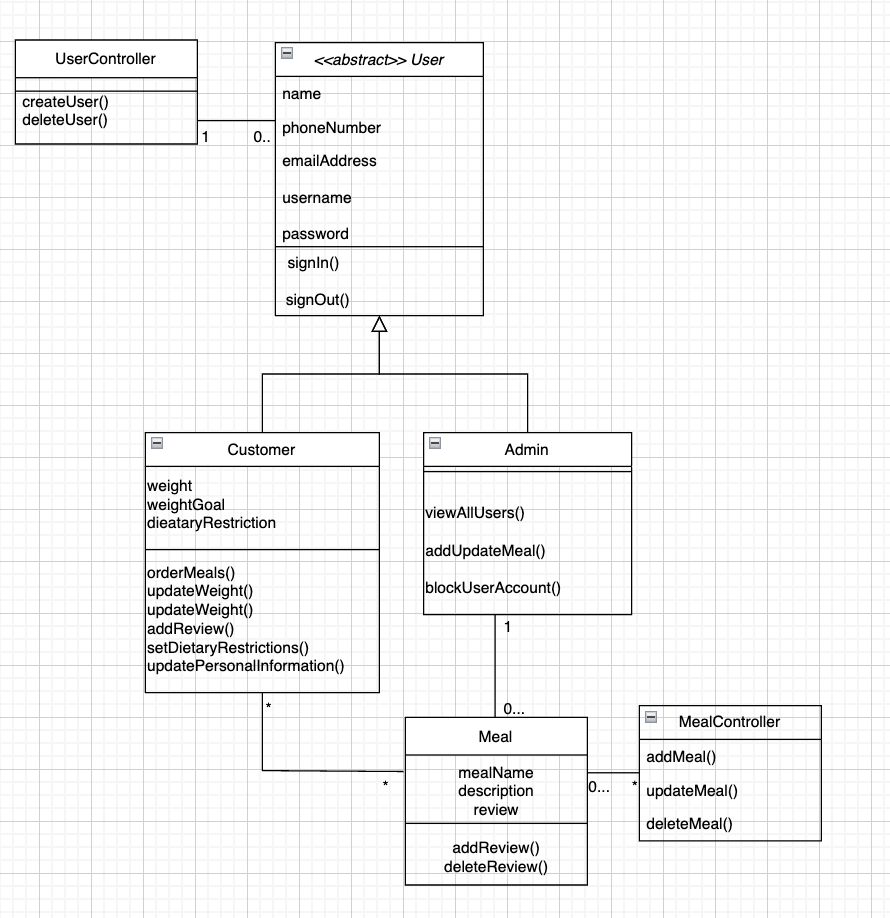 UserController
createUser()
deleteUser()
1
0..
<<abstract>> User
name
phoneNumber
emailAddress
username
password
signIn()
signOut()
Customer
weight
weightGoal
dieataryRestriction
orderMeals()
updateWeight()
updateWeight()
addReview()
setDietaryRestrictions()
updatePersonalInformation()
*
*
Admin
viewAllUsers()
addUpdateMeal()
blockUserAccount()
1
0...
Meal
mealName
description
review
addReview()
deleteReview()
0...
*
MealController
addMeal()
updateMeal()
deleteMeal()